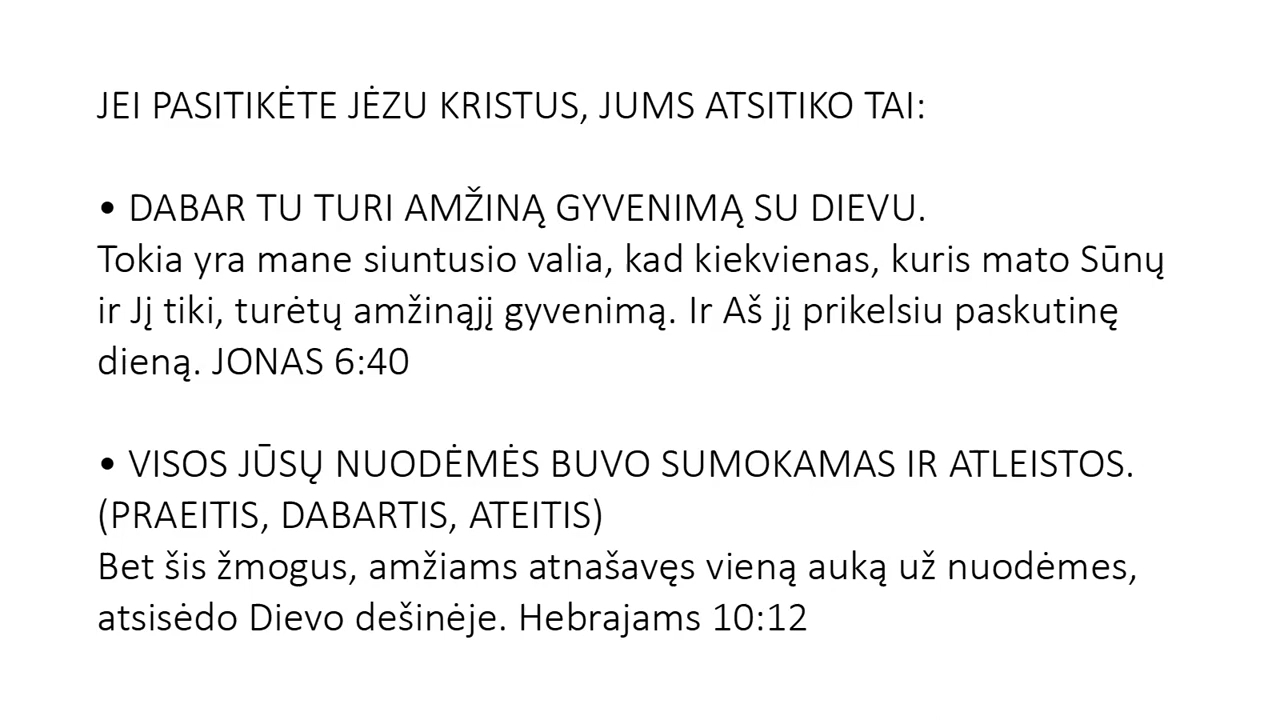 JEI PASITIKĖTE JĖZU KRISTUS, JUMS ATSITIKO TAI:
• DABAR TU TURI AMŽINĄ GYVENIMĄ SU DIEVU.
Tokia yra mane siuntusio valia, kad kiekvienas, kuris mato Sūnų
ir Jį tiki, turėtų amžinąjį gyvenimą. Ir Aš jį prikelsiu paskutinę
dieną. JONAS 6:40
• VISOS JŪSŲ NUODĖMĖS BUVO SUMOKAMAS IR ATLEISTOS.
(PRAEITIS, DABARTIS, ATEITIS)
Bet šis žmogus, amžiams atnašavęs vieną auką už nuodėmes,
atsisėdo Dievo dešinėje. Hebrajams 10:12